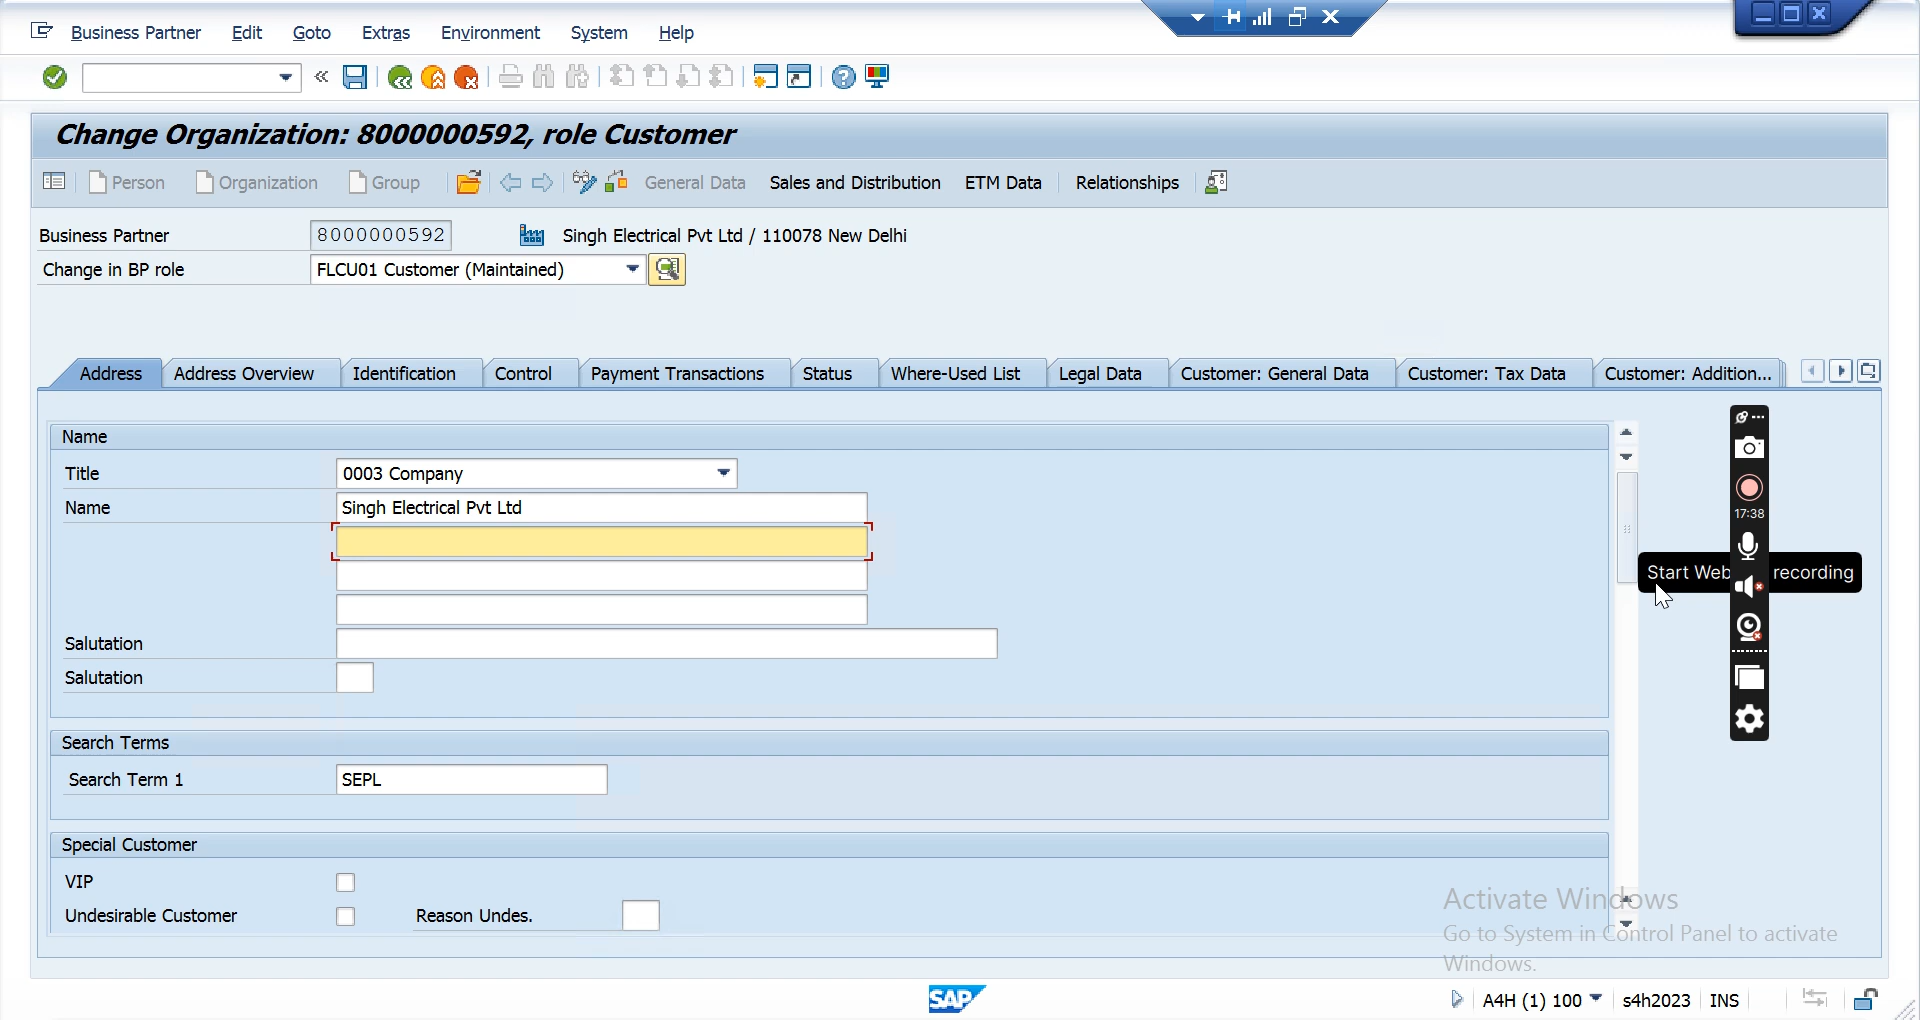 Business Partner Edit Goto Extras Environment System Help
Change Organization: 8000000592, role Customer
Person Organization Group General Data Sales and Distribution ETM Data Relationships
Business Partner 8000000592 Singh Electrical Pvt Ltd / 110078 New Delhi
Change in BP role FLCU01 Customer (Maintained)
Address Address Overview Identification Control Payment Transactions Status Where-Used List Legal Data Customer: General Data Customer: Tax Data Customer: Addition...
Name
Title 0003 Company
Name Singh Electrical Pvt Ltd
17:38
Start Web recording
Salutation
Salutation
Search Terms
Search Term 1 SEPL
Special Customer
VIP
Undesirable Customer Reason Undes.
Activate Windows
Go to System in Control Panel to activate
Windows.
SAP A4H (1) 100 s4h2023 INS